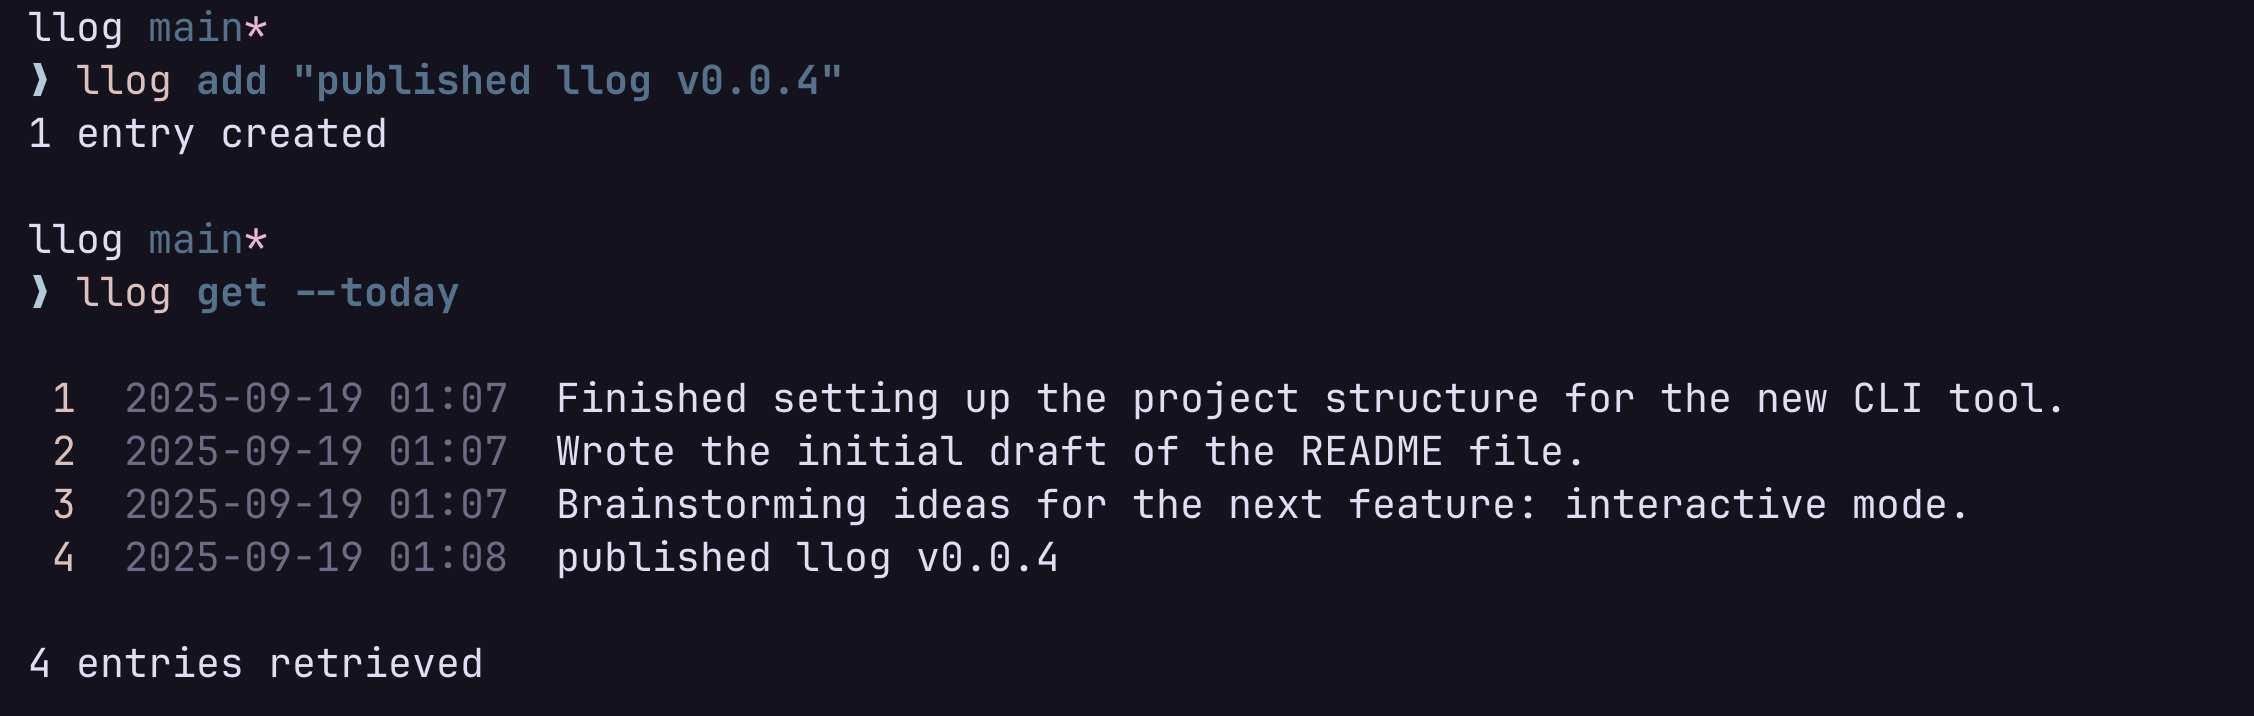 llog main*
❯ llog add "published llog v0.0.4"
1 entry created
llog main*
❯ llog get --today
1 2025-09-19 01:07 Finished setting up the project structure for the new CLI tool.
2 2025-09-19 01:07 Wrote the initial draft of the README file.
3 2025-09-19 01:07 Brainstorming ideas for the next feature: interactive mode.
4 2025-09-19 01:08 published llog v0.0.4
4 entries retrieved